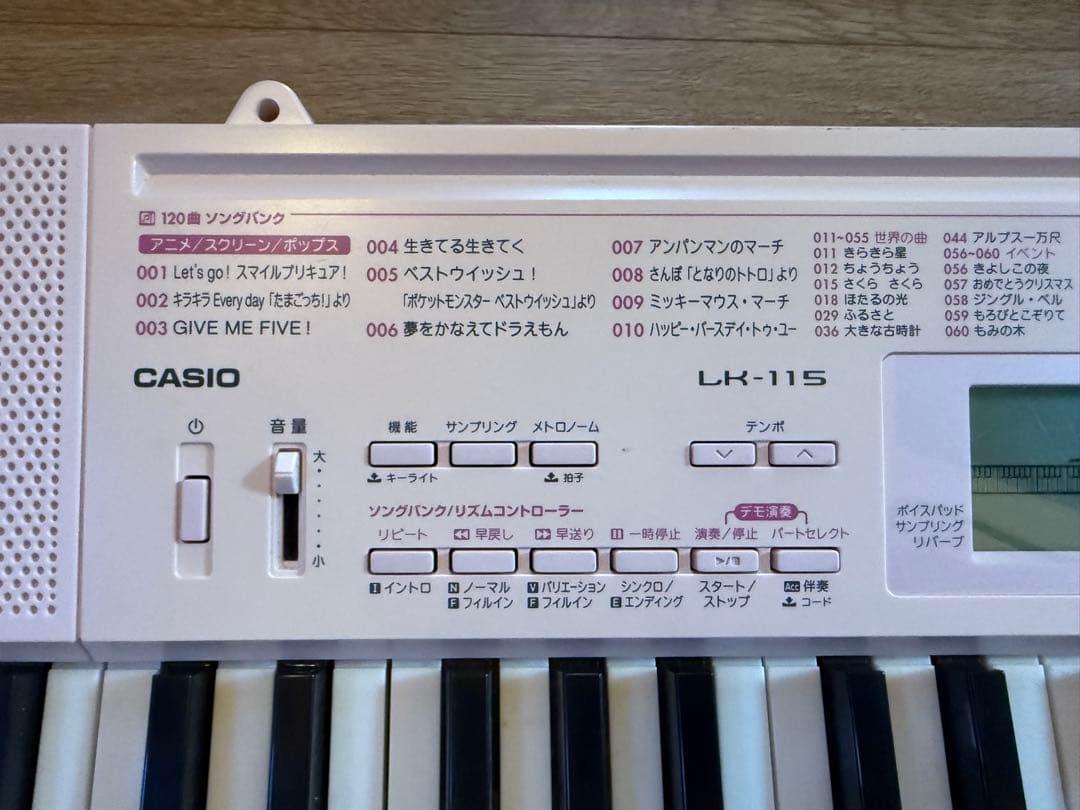 120曲 ソングバンク
アニメ/スクリーン/ポップス
001 Let's go! スマイルプリキュア!
002 キラキラ Every day「たまごっち!」より
003 GIVE ME FIVE!
004 生きてる生きてく
005 ベストウイッシュ!
「ポケットモンスター ベストウイッシュ」より
006 夢をかなえてドラえもん
007 アンパンマンのマーチ
008 さんぽ「となりのトトロ」より
009 ミッキーマウス・マーチ
010 ハッピー・バースデイ・トゥ・ユー
011~055 世界の曲
011 きらきら星
012 ちょうちょう
015 さくら さくら
018 ほたるの光
029 ふるさと
036 大きな古時計
044 アルプス一万尺
056~060 イベント
056 きよしこの夜
057 おめでとうクリスマス
058 ジングル・ベル
059 もろびとこぞりて
060 もみの木
CASIO
LK-115
音量
大
小
機能
サンプリング
メトロノーム
キーライト
拍子
テンポ
ソングバンク/リズムコントローラー
デモ演奏
リピート
早戻し
早送り
一時停止
演奏/停止
パートセレクト
I イントロ
N ノーマル
F フィルイン
V バリエーション
F フィルイン
シンクロ/
E エンディング
スタート/
ストップ
Acc 伴奏
コード
ボイスパッド
サンプリング
リバーブ